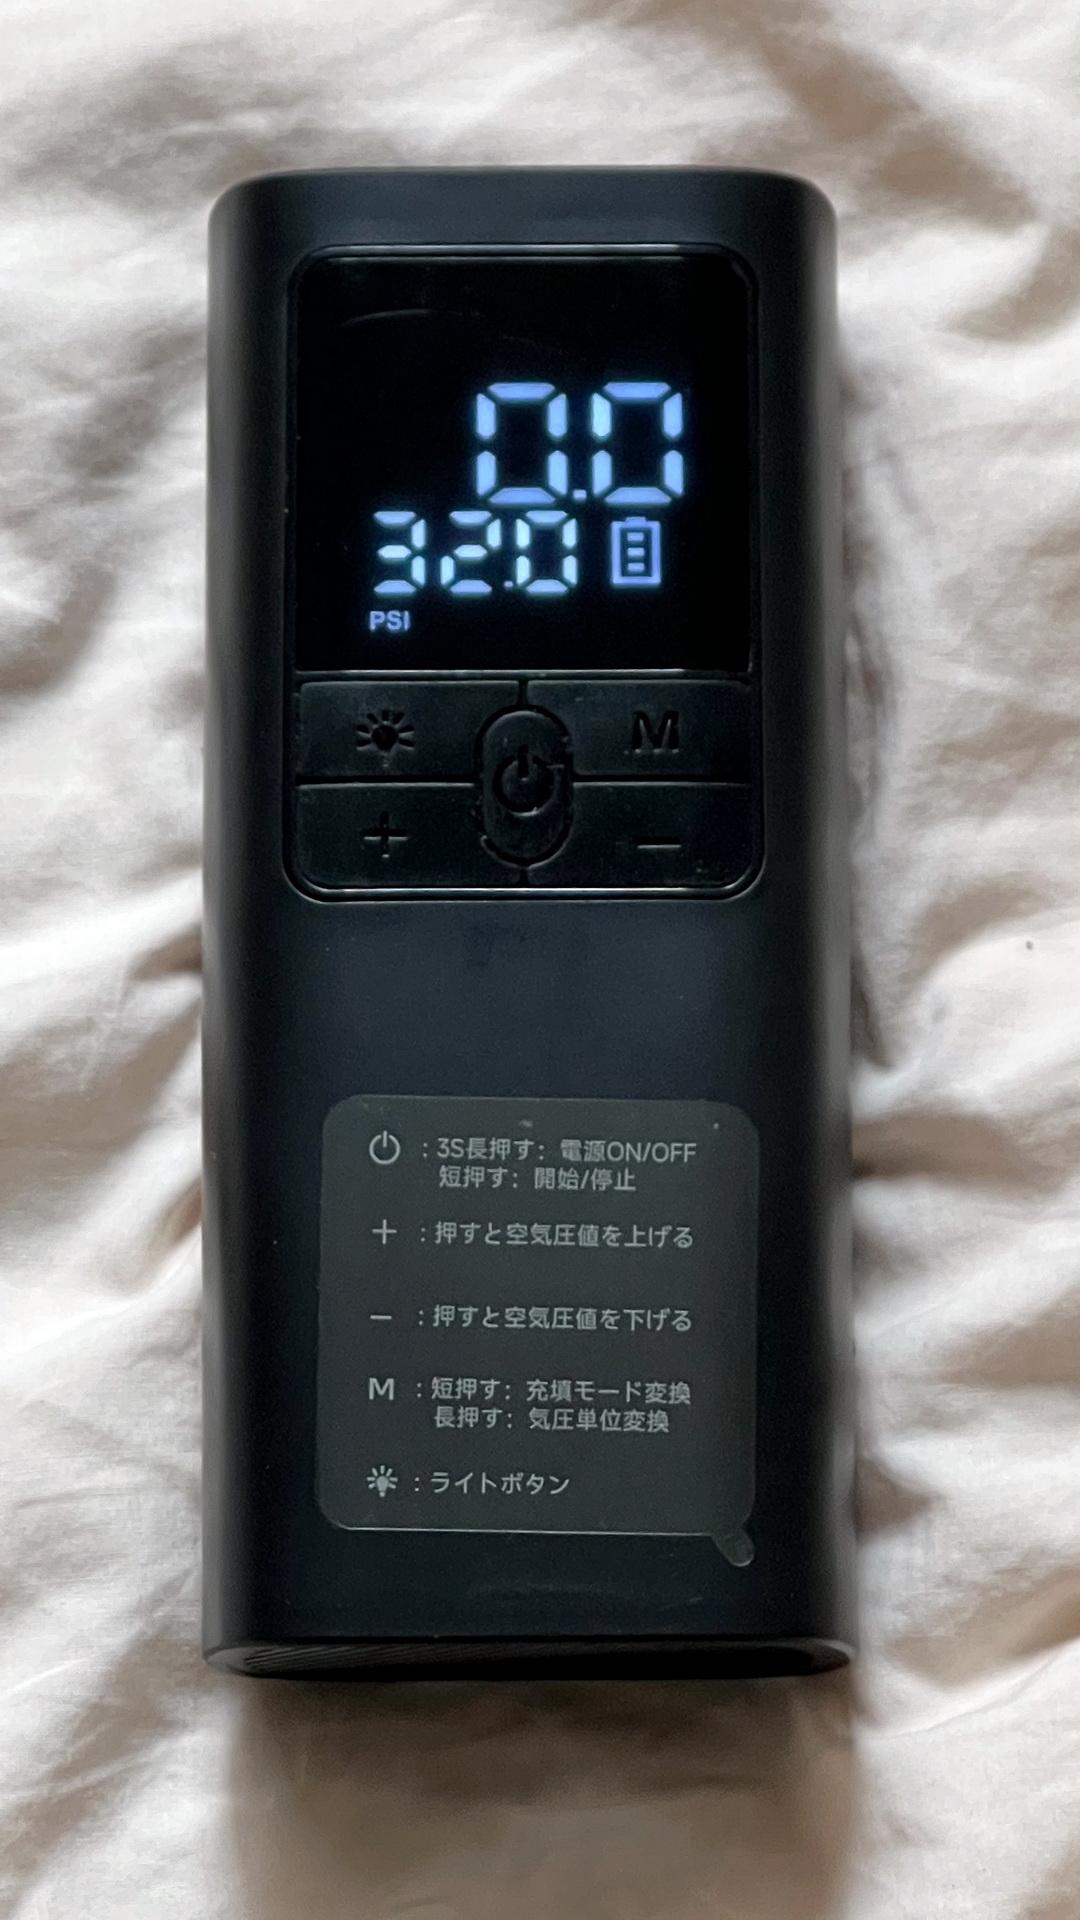 0.0
32.0
PSI
M
+
−
: 3S長押す: 電源ON/OFF
短押す: 開始/停止
+ : 押すと空気圧値を上げる
− : 押すと空気圧値を下げる
M : 短押す: 充填モード変換
長押す: 気圧単位変換
: ライトボタン